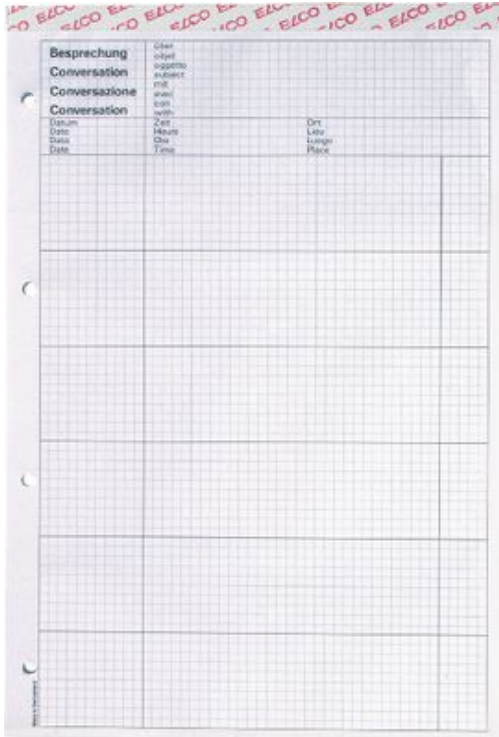 ELCO ELCO ELCO ELCO ELCO ELCO
Besprechung
Conversation
Conversazione
Conversation
über
objet
oggetto
subject
mit
avec
con
with
Datum
Date
Data
Date
Zeit
Heure
Ora
Time
Ort
Lieu
Luogo
Place